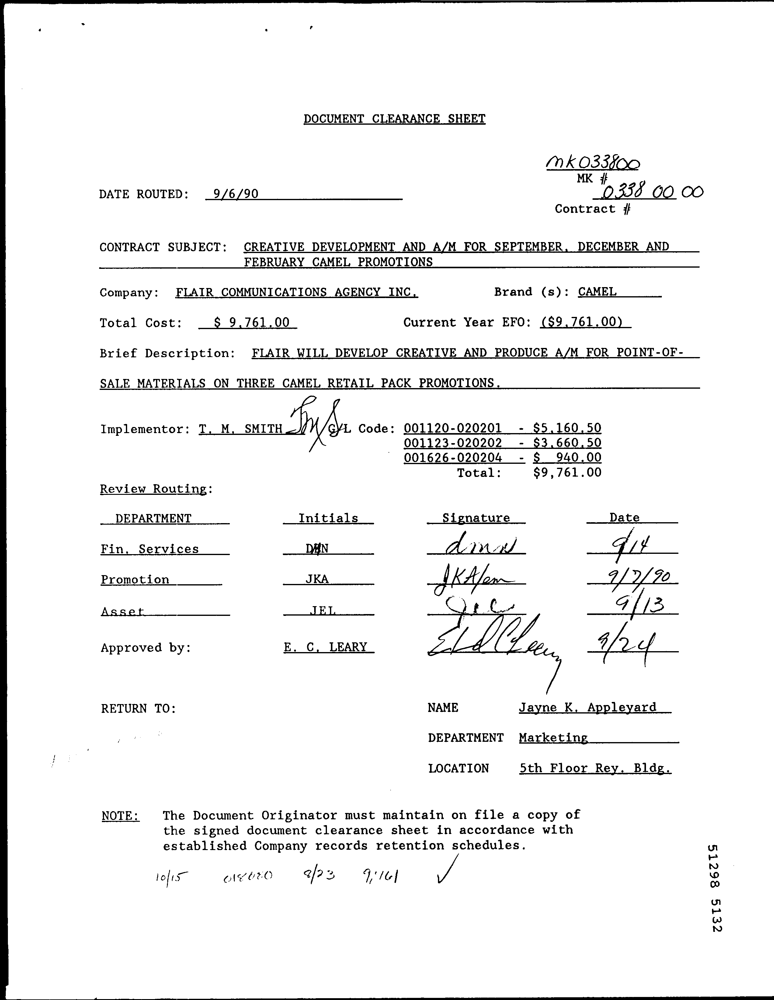 DOCUMENT CLEARANCE SHEET
MK033800
MK #
DATE ROUTED: 9/6/90
0338 00 00
Contract #
CONTRACT SUBJECT: CREATIVE DEVELOPMENT AND A/M FOR SEPTEMBER, DECEMBER AND
FEBRUARY CAMEL PROMOTIONS
Company: FLAIR COMMUNICATIONS AGENCY INC. Brand (s): CAMEL
Total Cost: $ 9,761.00 Current Year EFO: ($9,761.00)
Brief Description: FLAIR WILL DEVELOP CREATIVE AND PRODUCE A/M FOR POINT-OF-
SALE MATERIALS ON THREE CAMEL RETAIL PACK PROMOTIONS.
Implementor: T. M. SMITH TMS G/L Code: 001120-020201 - $5,160.50
001123-020202 - $3,660.50
001626-020204 - $ 940.00
Total: $9,761.00
Review Routing:
DEPARTMENT Initials Signature Date
Fin. Services 9/14
Promotion JKA JKA/em 9/7/90
Asset JEL 9/13
Approved by: E. C. LEARY 9/24
RETURN TO: NAME Jayne K. Appleyard
DEPARTMENT Marketing
LOCATION 5th Floor Rey. Bldg.
NOTE: The Document Originator must maintain on file a copy of
the signed document clearance sheet in accordance with
established Company records retention schedules.
10/15 9,761 ✓
51298 5132